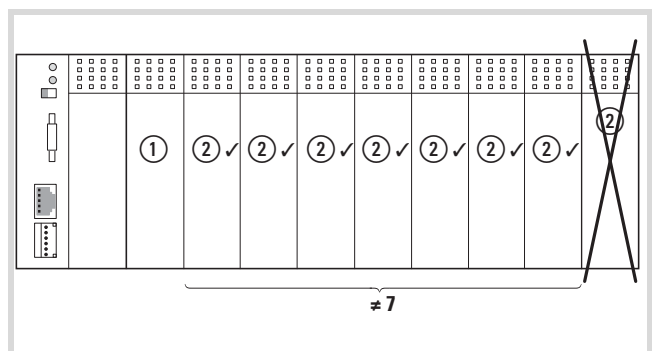 ① ② ✓ ② ✓ ② ✓ ② ✓ ② ✓ ② ✓ ② ✓ ②
≠ 7